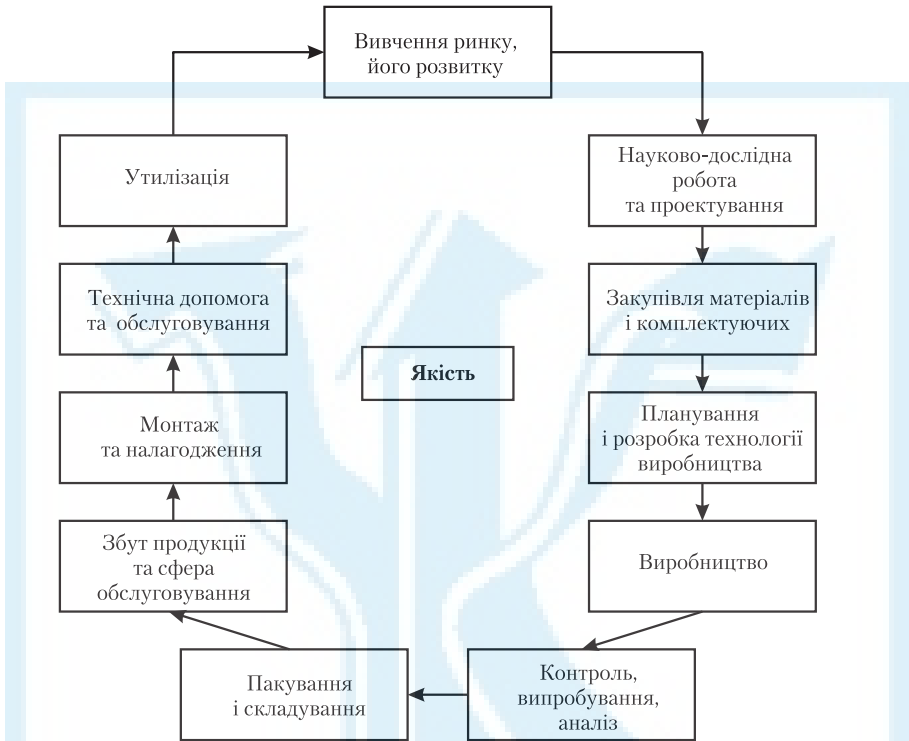 Вивчення ринку,
його розвитку
Науково-дослідна
робота
та проектування
Закупівля матеріалів
і комплектуючих
Планування
і розробка технології
виробництва
Виробництво
Контроль,
випробування,
аналіз
Пакування
і складування
Збут продукції
та сфера
обслуговування
Монтаж
та налагодження
Технічна допомога
та обслуговування
Утилізація
Якість